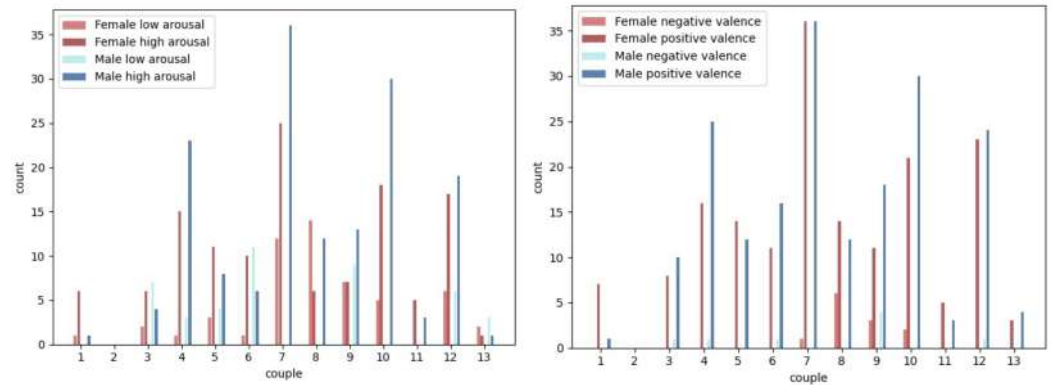 Female low arousal
Female high arousal
Male low arousal
Male high arousal
count
35
30
25
20
15
10
5
0
1 2 3 4 5 6 7 8 9 10 11 12 13
couple
Female negative valence
Female positive valence
Male negative valence
Male positive valence
count
35
30
25
20
15
10
5
0
1 2 3 4 5 6 7 8 9 10 11 12 13
couple